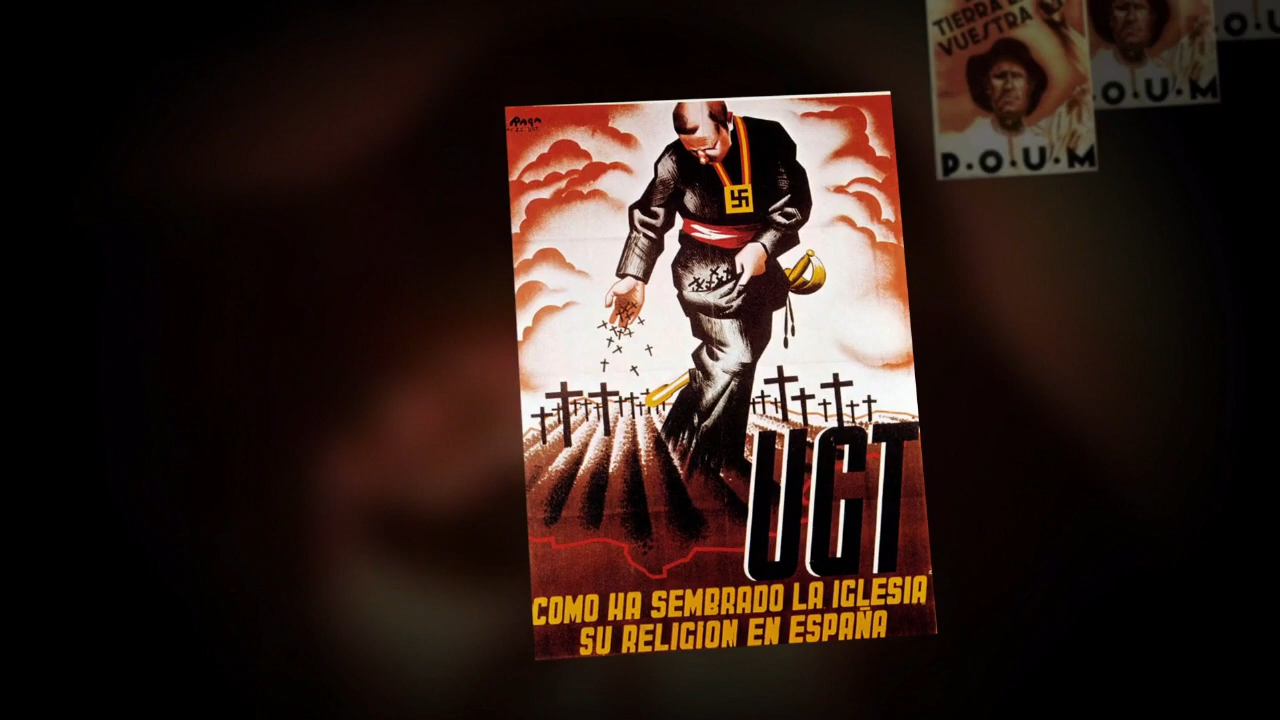 UGT
COMO HA SEMBRADO LA IGLESIA
SU RELIGION EN ESPAÑA
TIERRA
VUESTRA
P.O.U.M
.O.U.M
.O.U